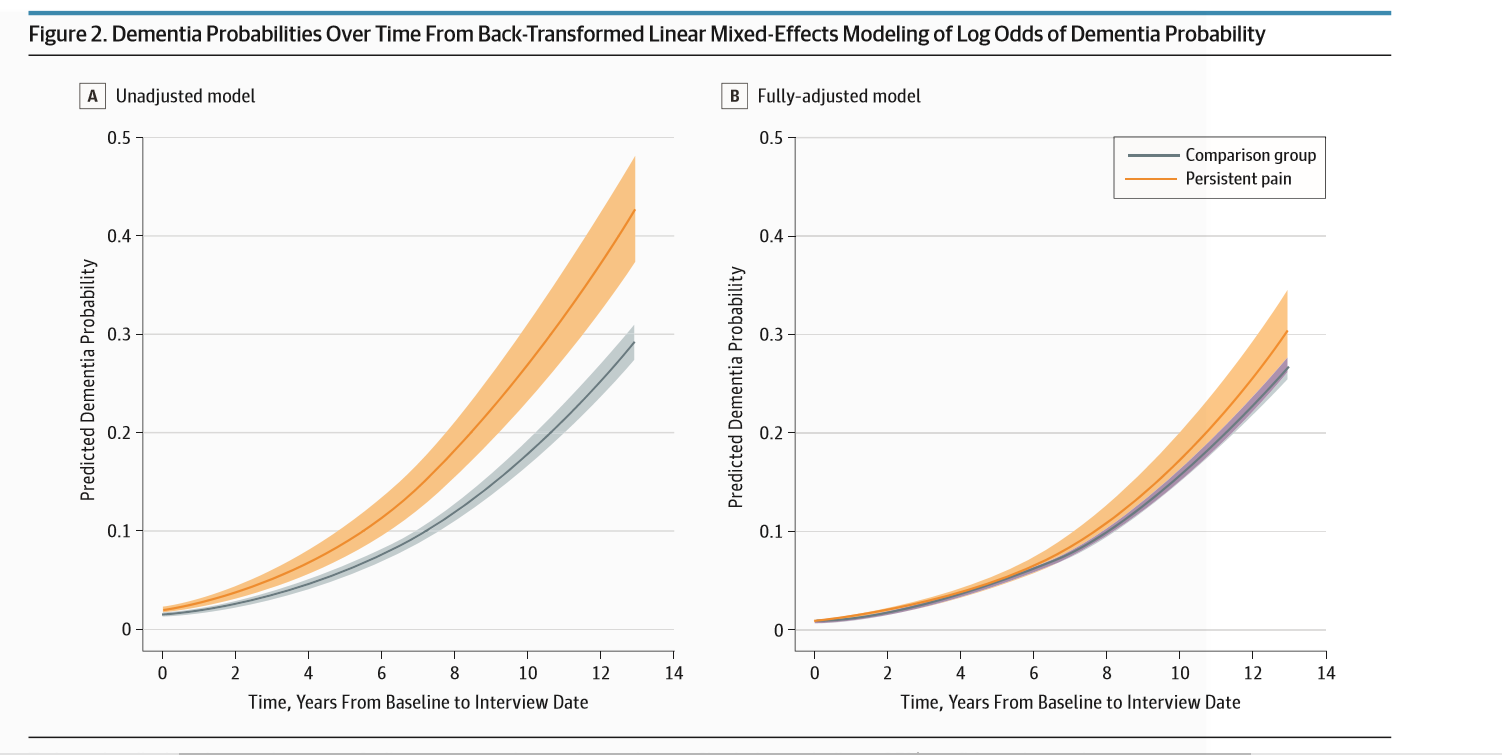 Figure 2. Dementia Probabilities Over Time From Back-Transformed Linear Mixed-Effects Modeling of Log Odds of Dementia Probability
A Unadjusted model
0.5
0.4
0.3
0.2
0.1
0
Predicted Dementia Probability
0 2 4 6 8 10 12 14
Time, Years From Baseline to Interview Date
B Fully-adjusted model
Comparison group
Persistent pain
0.5
0.4
0.3
0.2
0.1
0
Predicted Dementia Probability
0 2 4 6 8 10 12 14
Time, Years From Baseline to Interview Date